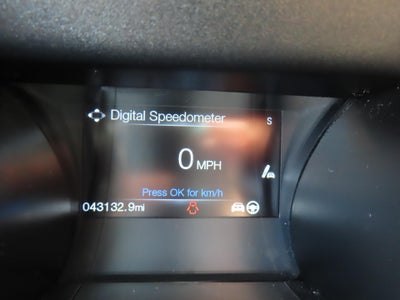 Digital Speedometer
S
0 MPH
Press OK for km/h
043132.9mi